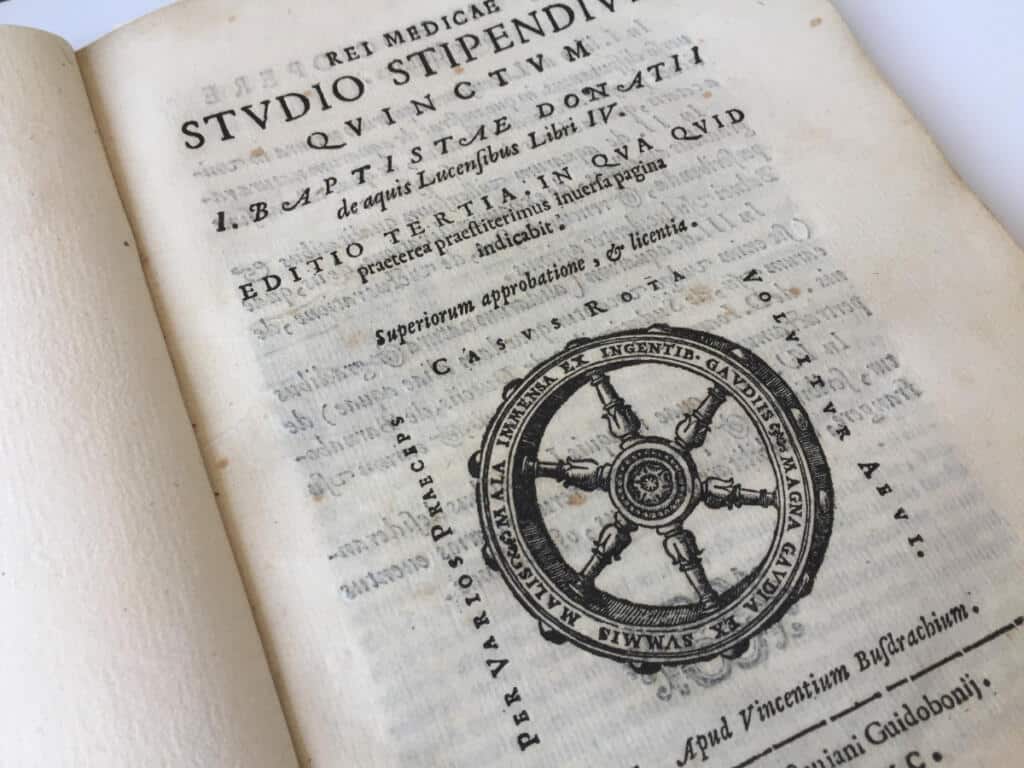 REI MEDICAE
STVDIO STIPENDIV
QVINCTVM
I. BAPTISTAE DONATII
de aquis Lucenſibus Libri IV.
EDITIO TERTIA, IN QVA QVID
praeterea praeſtiterimus inuerſa pagina
indicabit.
Superiorum approbatione, & licentia.
PER VARIOS PRAECEPS CASVS ROTA VOLVITVR AEVI.
MALA IMMENSA EX INGENTIB. GAVDIIS MAGNA GAVDIA EX SVMMIS MALIS
Apud Vincentium Buſdrachium.
Guidobonij.